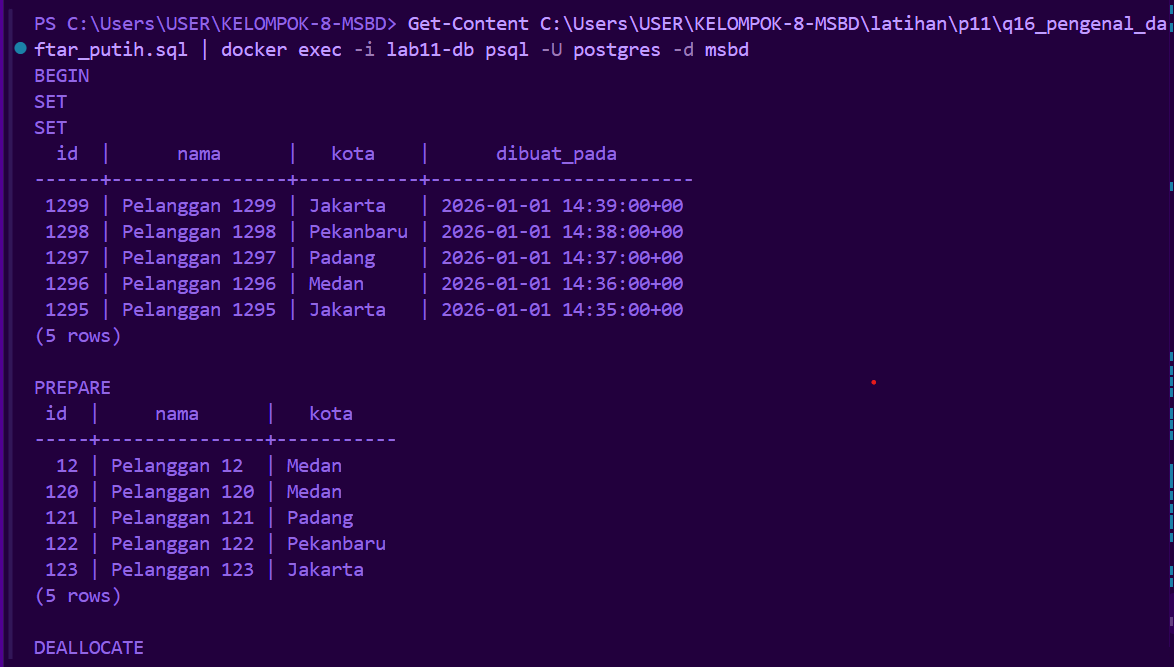 PS C:\Users\USER\KELOMPOK-8-MSBD> Get-Content C:\Users\USER\KELOMPOK-8-MSBD\latihan\p11\q16_pengenal_da
ftar_putih.sql | docker exec -i lab11-db psql -U postgres -d msbd
BEGIN
SET
SET
  id  |      nama      |   kota    |      dibuat_pada
------+----------------+-----------+------------------------
 1299 | Pelanggan 1299 | Jakarta   | 2026-01-01 14:39:00+00
 1298 | Pelanggan 1298 | Pekanbaru | 2026-01-01 14:38:00+00
 1297 | Pelanggan 1297 | Padang    | 2026-01-01 14:37:00+00
 1296 | Pelanggan 1296 | Medan     | 2026-01-01 14:36:00+00
 1295 | Pelanggan 1295 | Jakarta   | 2026-01-01 14:35:00+00
(5 rows)

PREPARE
 id  |     nama      |   kota
-----+---------------+-----------
  12 | Pelanggan 12  | Medan
 120 | Pelanggan 120 | Medan
 121 | Pelanggan 121 | Padang
 122 | Pelanggan 122 | Pekanbaru
 123 | Pelanggan 123 | Jakarta
(5 rows)

DEALLOCATE